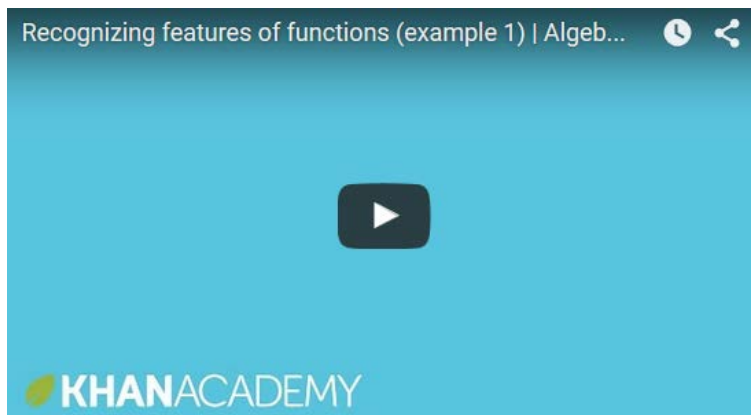 Recognizing features of functions (example 1) | Algeb...
KHANACADEMY